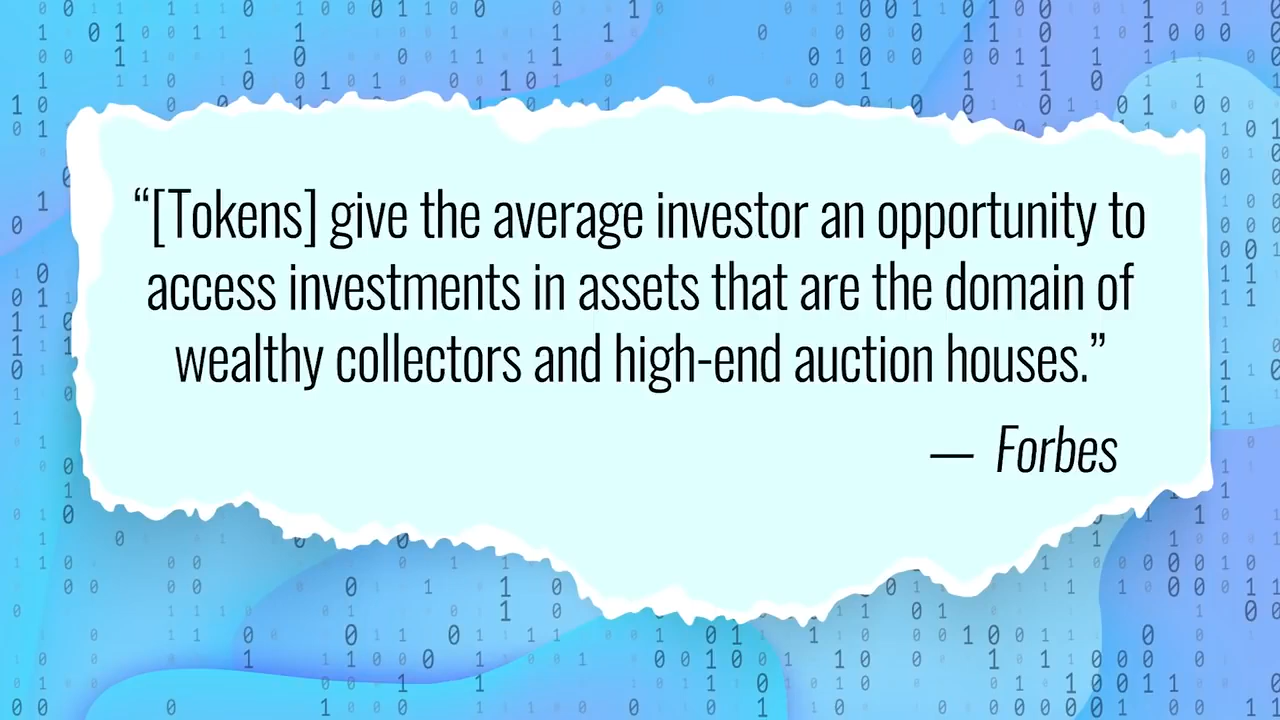 “[Tokens] give the average investor an opportunity to
access investments in assets that are the domain of
wealthy collectors and high-end auction houses.”
— Forbes